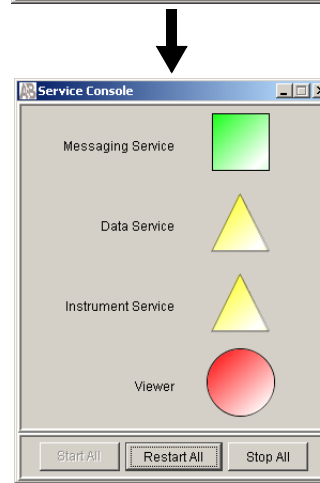 Service Console
Messaging Service
Data Service
Instrument Service
Viewer
Start All Restart All Stop All